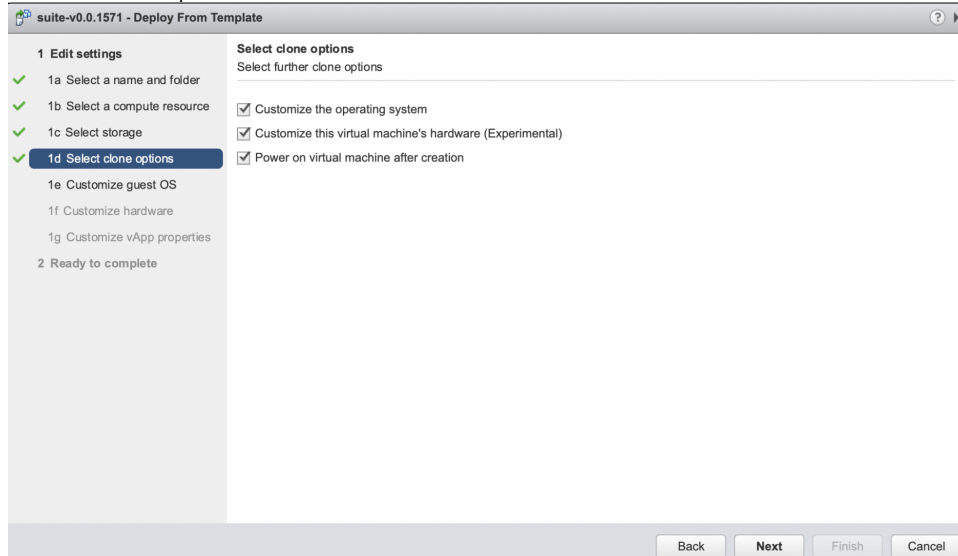 suite-v0.0.1571 - Deploy From Template
?
1 Edit settings
1a Select a name and folder
1b Select a compute resource
1c Select storage
1d Select clone options
1e Customize guest OS
1f Customize hardware
1g Customize vApp properties
2 Ready to complete
Select clone options
Select further clone options
Customize the operating system
Customize this virtual machine's hardware (Experimental)
Power on virtual machine after creation
Back Next Finish Cancel